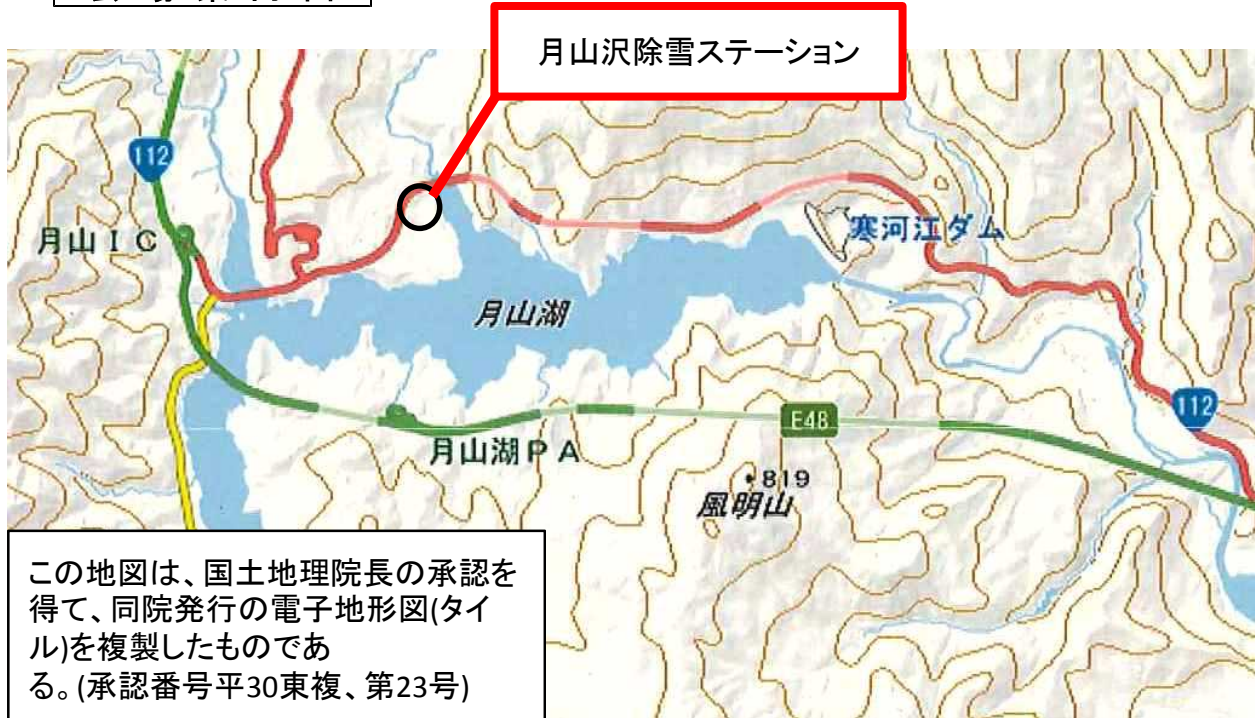 月山沢除雪ステーション
112
月山IC
寒河江ダム
月山湖
112
E48
月山湖PA
・819
風明山
この地図は、国土地理院長の承認を
得て、同院発行の電子地形図(タイ
ル)を複製したものであ
る。(承認番号平30東複、第23号)